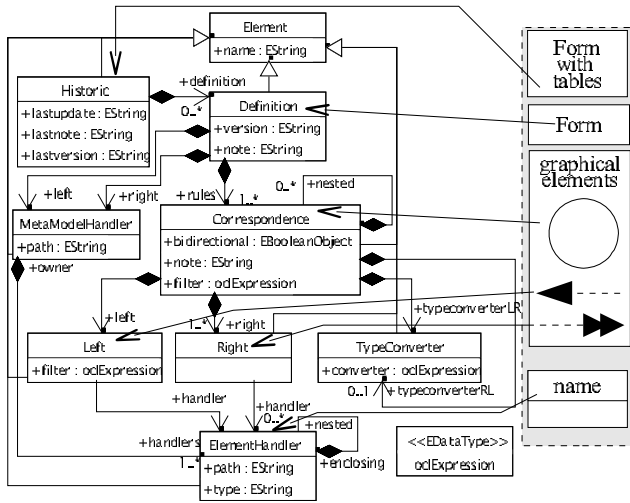 Element
+name : EString
Form
with
tables
Historic
+lastupdate : EString
+lastnote : EString
+lastversion : EString
+definition
0..*
Definition
+version : EString
+note : EString
Form
graphical
elements
+left
+right
+rules
1..*
0..*
+nested
MetaModelHandler
+path : EString
+owner
Correspondence
+bidirectional : EBooleanObject
+note : EString
+filter : oclExpression
+left
1..*
+right
+typeconverterLR
Left
+filter : oclExpression
Right
TypeConverter
+converter : oclExpression
0..1
+typeconverterRL
name
+handler
+handler
0..*
+nested
+handlers
1..*
ElementHandler
+path : EString
+type : EString
+enclosing
<<EDataType>>
oclExpression